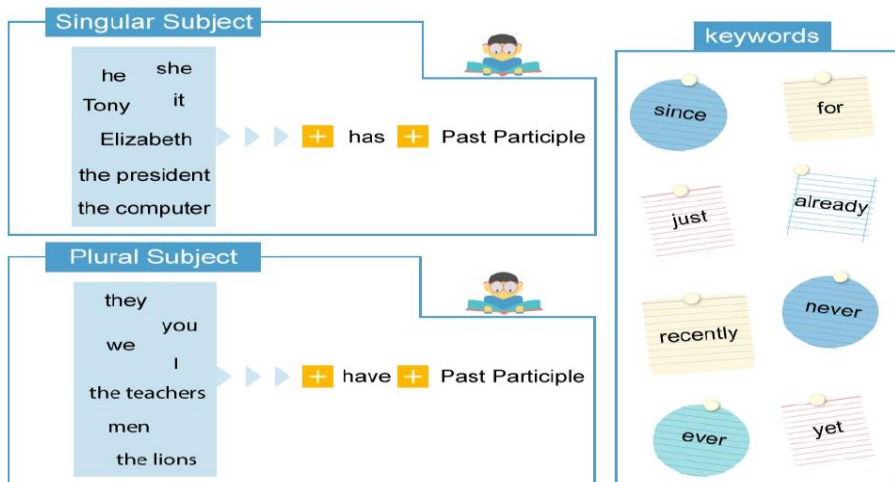 Singular Subject
he
she
Tony
it
Elizabeth
the president
the computer
+ has + Past Participle
Plural Subject
they
you
we
I
the teachers
men
the lions
+ have + Past Participle
keywords
since
for
just
already
recently
never
ever
yet